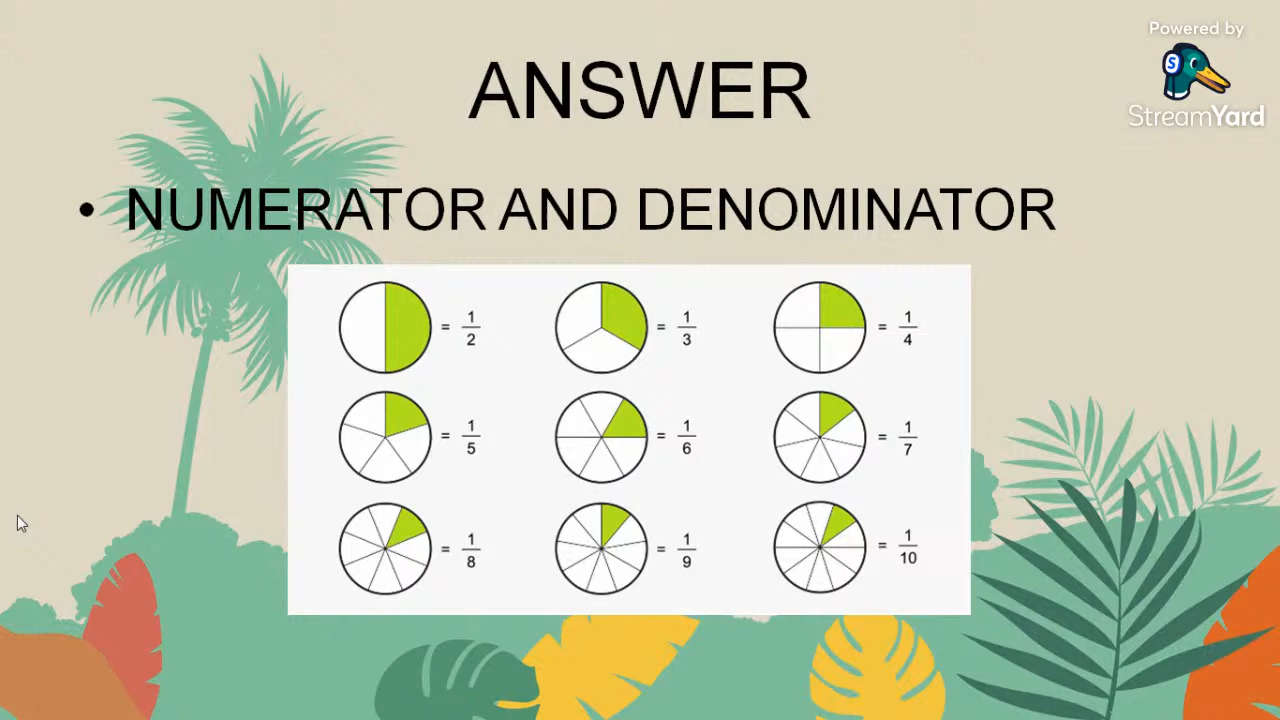 Powered by
StreamYard
ANSWER
• NUMERATOR AND DENOMINATOR
= 1/2
= 1/3
= 1/4
= 1/5
= 1/6
= 1/7
= 1/8
= 1/9
= 1/10